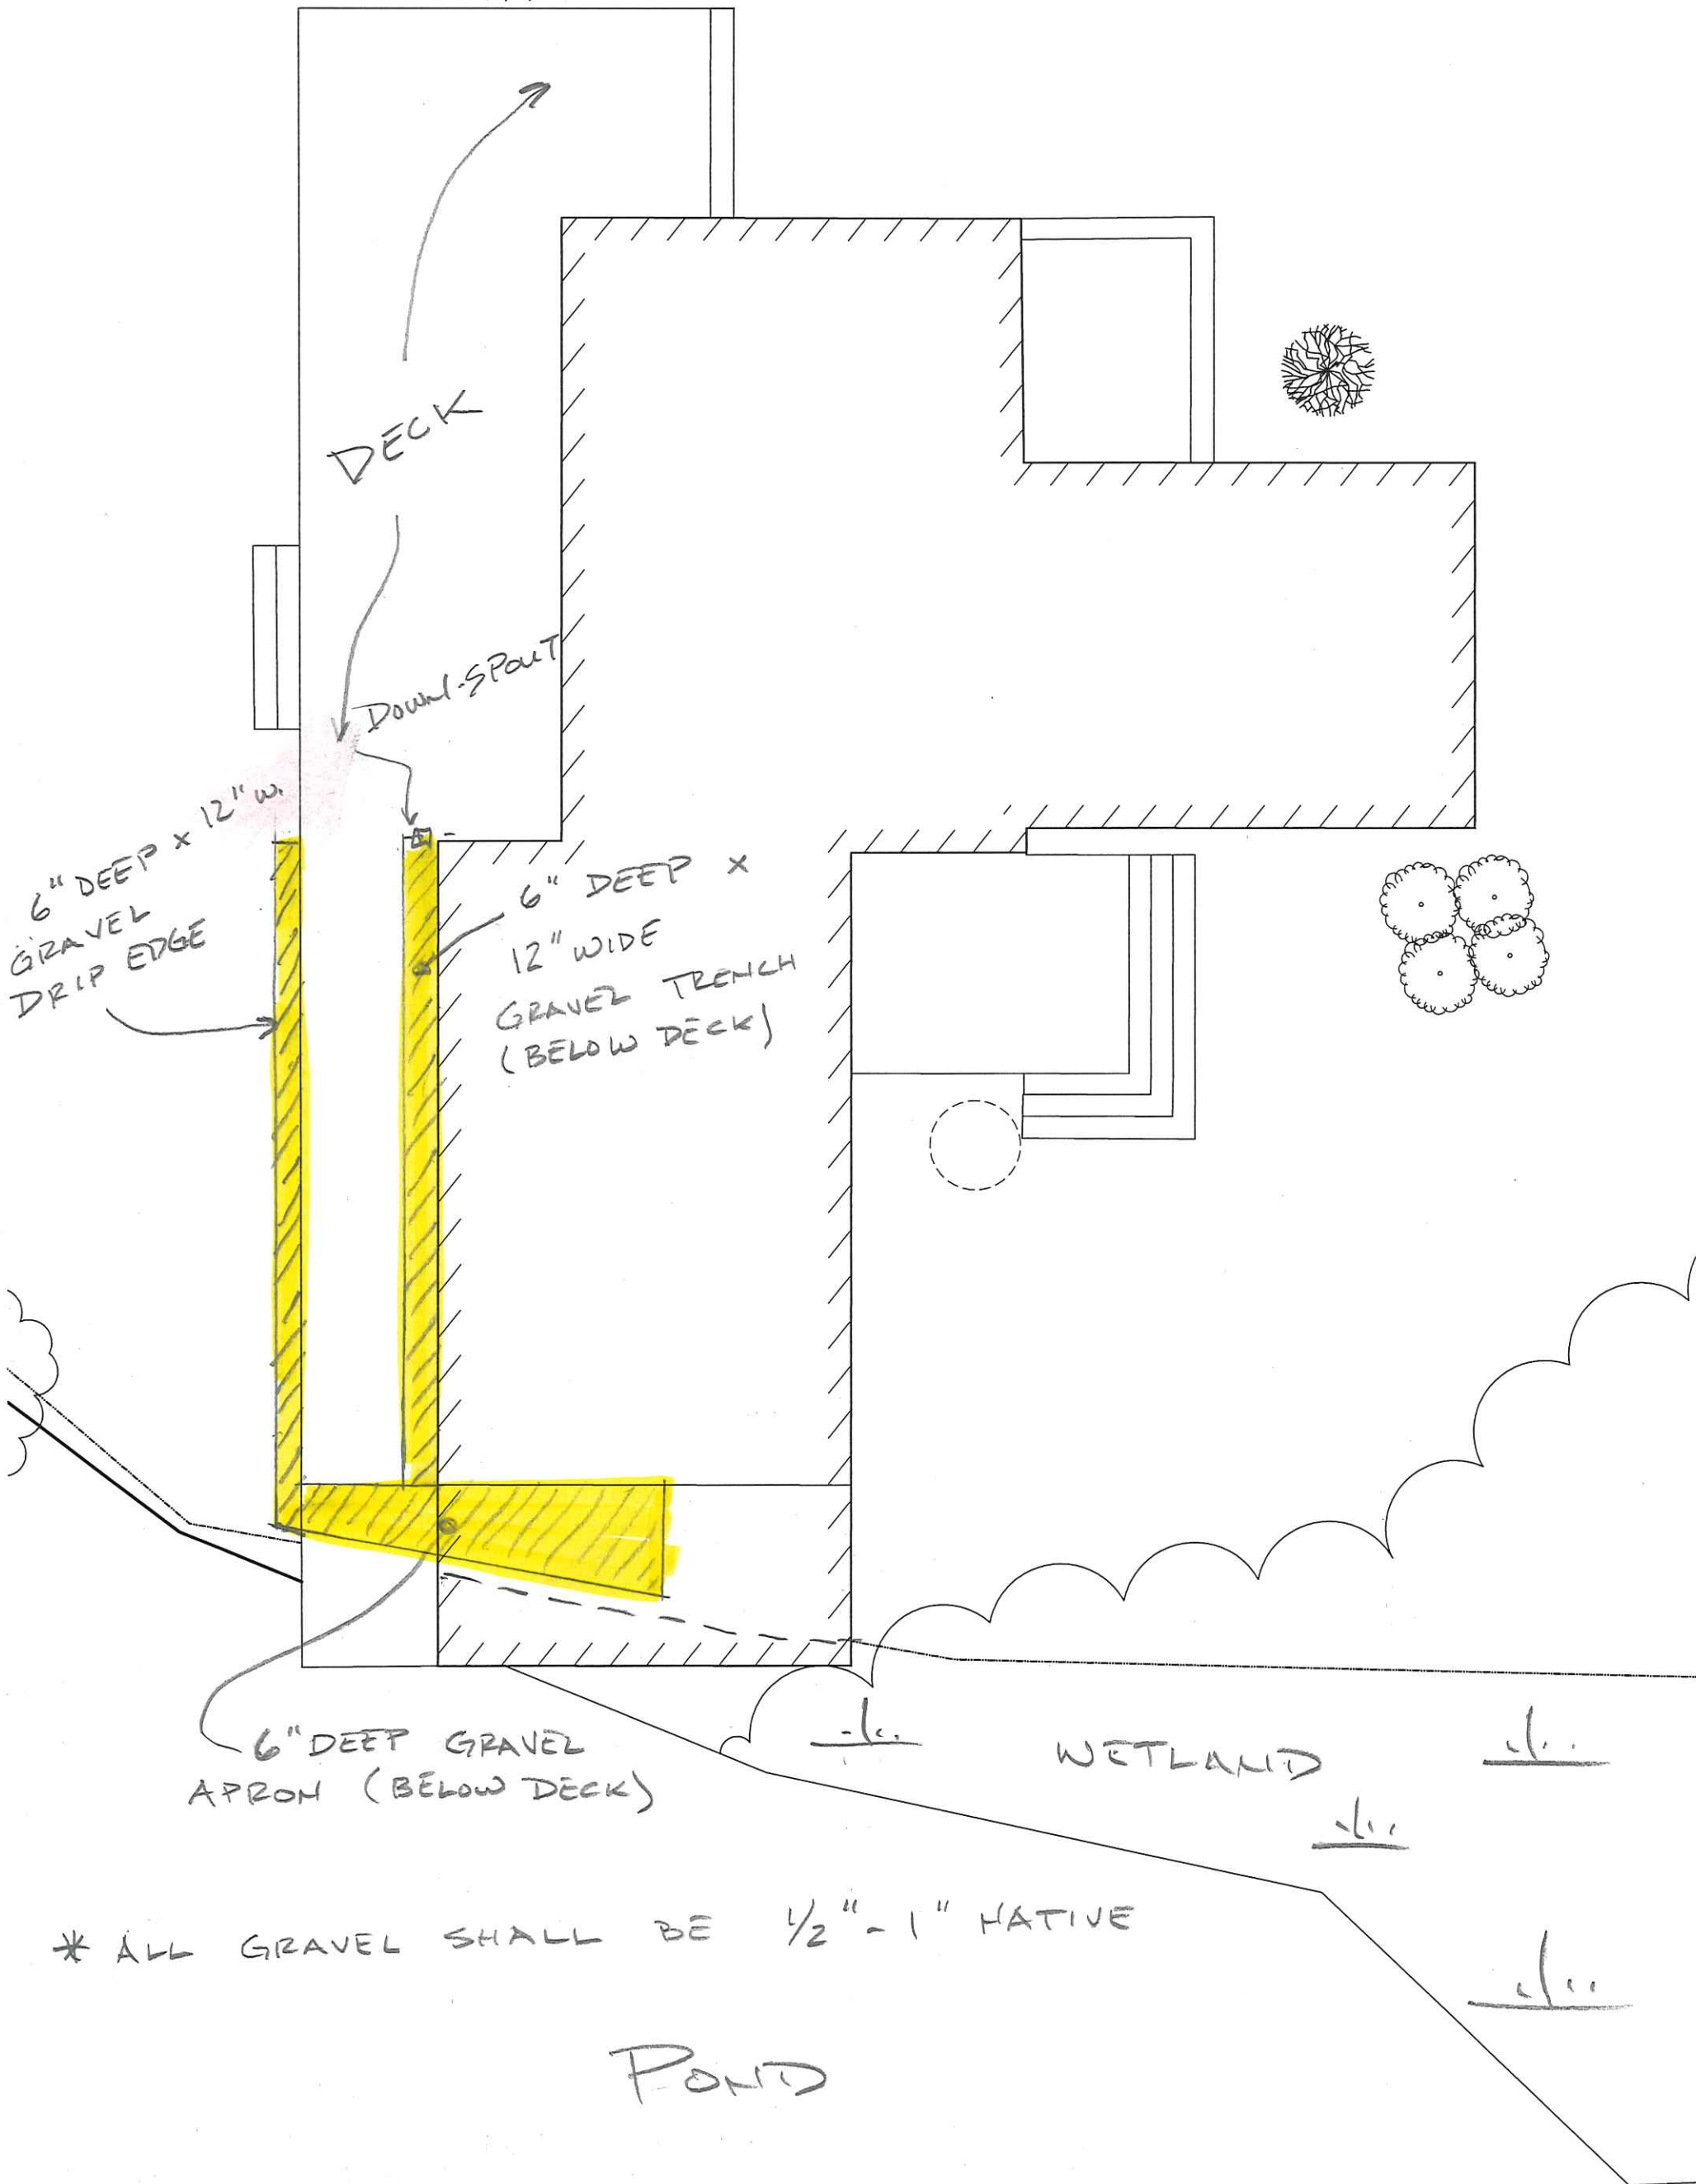 DECK
DOWN-SPOUT
6" DEEP x 12" W.
GRAVEL
DRIP EDGE
6" DEEP x
12" WIDE
GRAVEL TRENCH
(BELOW DECK)
6" DEEP GRAVEL
APRON (BELOW DECK)
WETLAND
* ALL GRAVEL SHALL BE 1/2" - 1" NATIVE
POND